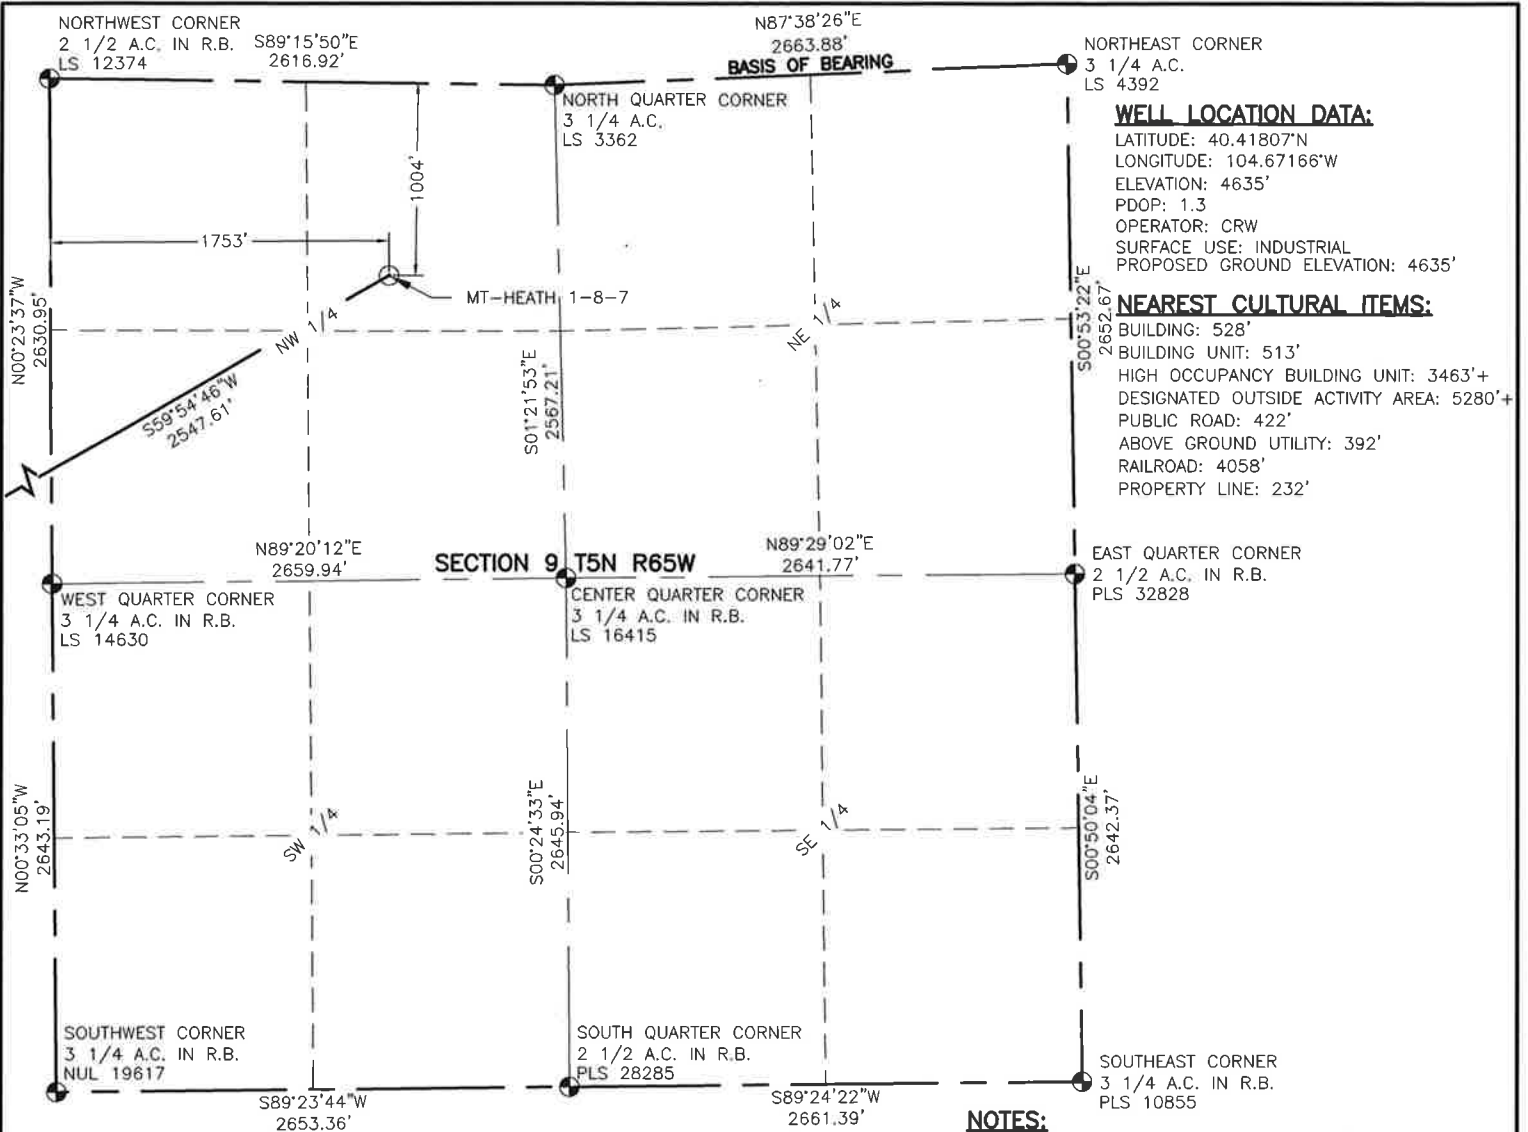 NORTHWEST CORNER
2 1/2 A.C. IN R.B.
LS 12374
S89°15'50"E
2616.92'
N87°38'26"E
2663.88'
BASIS OF BEARING
NORTHEAST CORNER
3 1/4 A.C.
LS 4392
NORTH QUARTER CORNER
3 1/4 A.C.
LS 3362
WELL LOCATION DATA:
LATITUDE: 40.41807°N
LONGITUDE: 104.67166°W
ELEVATION: 4635'
PDOP: 1.3
OPERATOR: CRW
SURFACE USE: INDUSTRIAL
PROPOSED GROUND ELEVATION: 4635'
NEAREST CULTURAL ITEMS:
BUILDING: 528'
BUILDING UNIT: 513'
HIGH OCCUPANCY BUILDING UNIT: 3463'+
DESIGNATED OUTSIDE ACTIVITY AREA: 5280'+
PUBLIC ROAD: 422'
ABOVE GROUND UTILITY: 392'
RAILROAD: 4058'
PROPERTY LINE: 232'
1004'
1753'
MT-HEATH 1-8-7
N00°23'37"W
2630.95'
NW 1/4
NE 1/4
S00°53'22"E
2652.67'
S59°54'46"W
2547.61'
S01°21'53"E
2567.21'
N89°20'12"E
2659.94'
SECTION 9 T5N R65W
N89°29'02"E
2641.77'
WEST QUARTER CORNER
3 1/4 A.C. IN R.B.
LS 14630
CENTER QUARTER CORNER
3 1/4 A.C. IN R.B.
LS 16415
EAST QUARTER CORNER
2 1/2 A.C. IN R.B.
PLS 32828
N00°33'05"W
2643.19'
SW 1/4
S00°24'33"E
2645.94'
SE 1/4
S00°50'04"E
2642.37'
SOUTHWEST CORNER
3 1/4 A.C. IN R.B.
NUL 19617
SOUTH QUARTER CORNER
2 1/2 A.C. IN R.B.
PLS 28285
SOUTHEAST CORNER
3 1/4 A.C. IN R.B.
PLS 10855
S89°23'44"W
2653.36'
S89°24'22"W
2661.39'
NOTES: